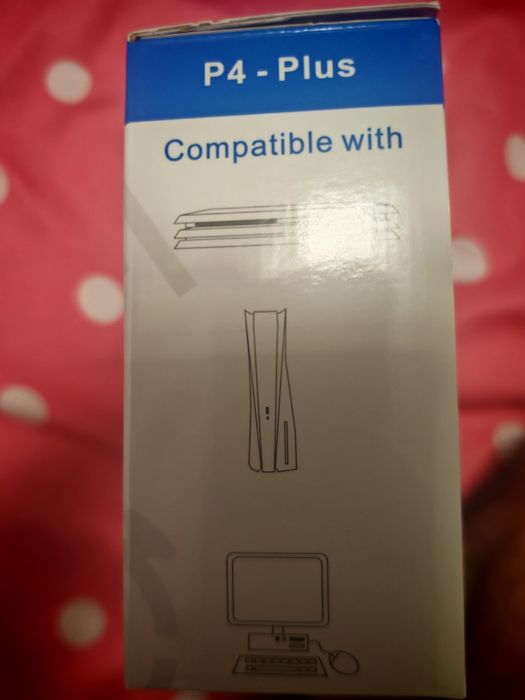 P4 - Plus
Compatible with